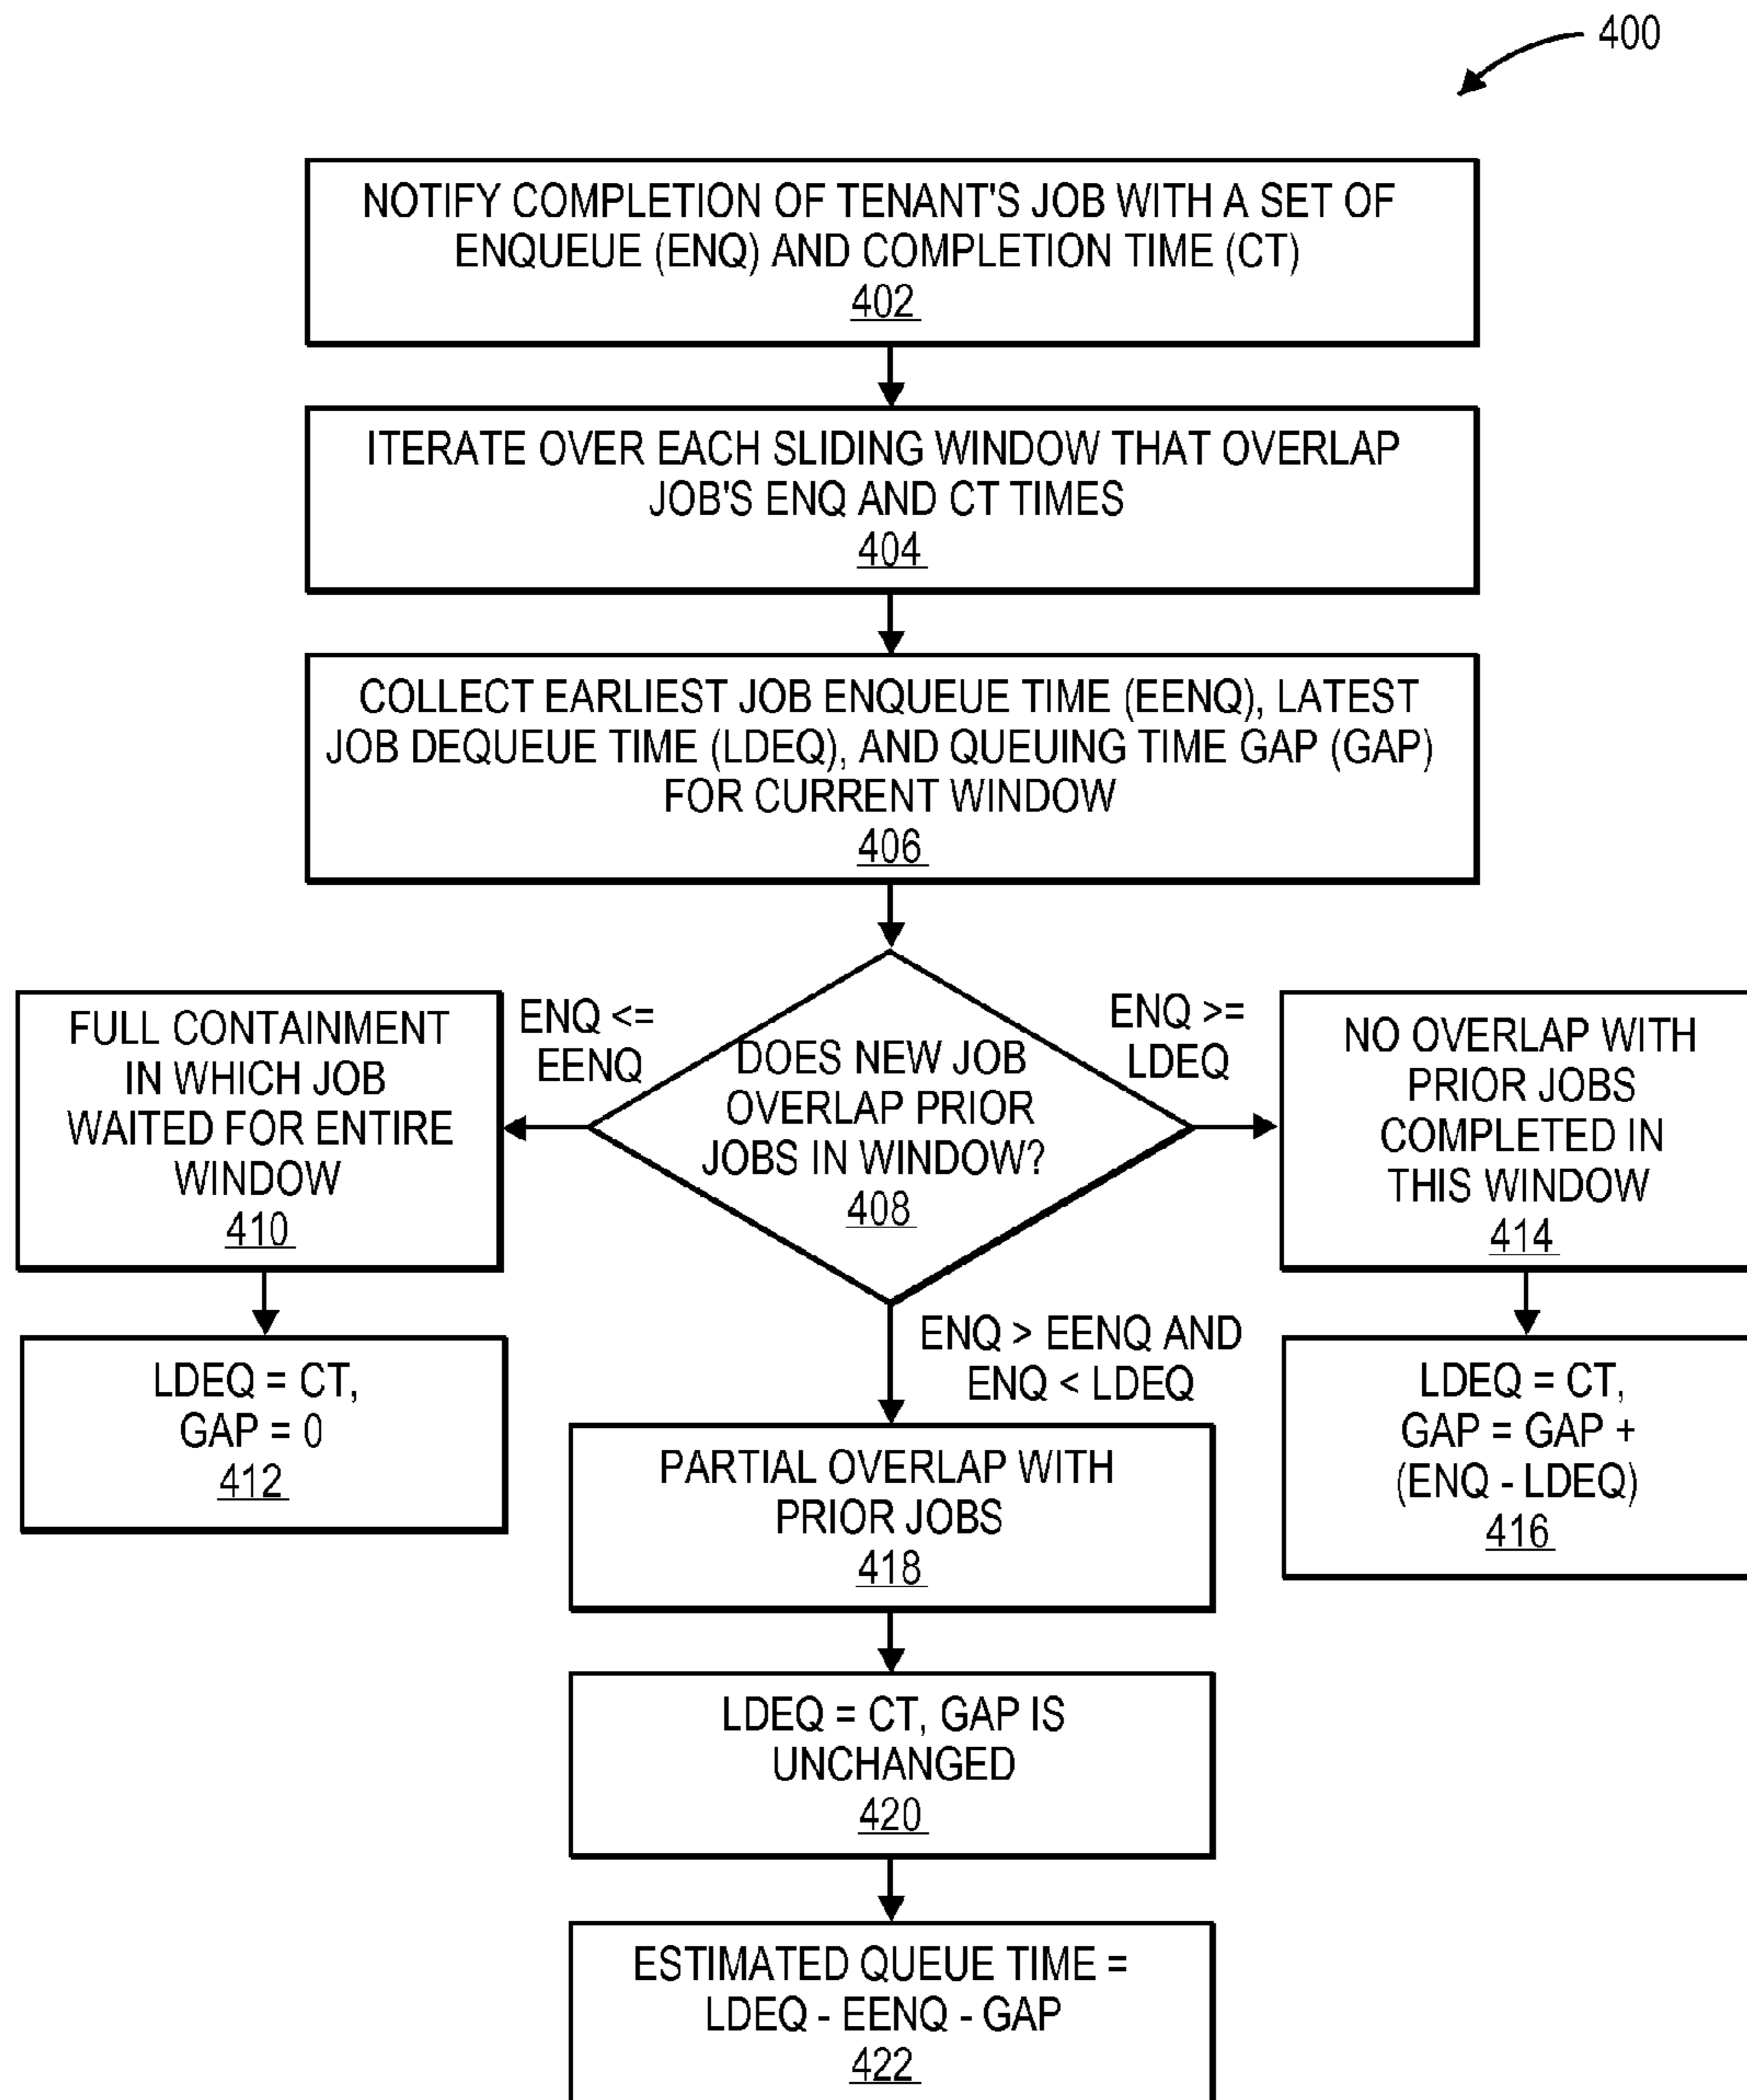 400
NOTIFY COMPLETION OF TENANT'S JOB WITH A SET OF
ENQUEUE (ENQ) AND COMPLETION TIME (CT)
402
ITERATE OVER EACH SLIDING WINDOW THAT OVERLAP
JOB'S ENQ AND CT TIMES
404
COLLECT EARLIEST JOB ENQUEUE TIME (EENQ), LATEST
JOB DEQUEUE TIME (LDEQ), AND QUEUING TIME GAP (GAP)
FOR CURRENT WINDOW
406
DOES NEW JOB
OVERLAP PRIOR
JOBS IN WINDOW?
408
ENQ <=
EENQ
FULL CONTAINMENT
IN WHICH JOB
WAITED FOR ENTIRE
WINDOW
410
LDEQ = CT,
GAP = 0
412
ENQ >=
LDEQ
NO OVERLAP WITH
PRIOR JOBS
COMPLETED IN
THIS WINDOW
414
LDEQ = CT,
GAP = GAP +
(ENQ - LDEQ)
416
ENQ > EENQ AND
ENQ < LDEQ
PARTIAL OVERLAP WITH
PRIOR JOBS
418
LDEQ = CT, GAP IS
UNCHANGED
420
ESTIMATED QUEUE TIME =
LDEQ - EENQ - GAP
422